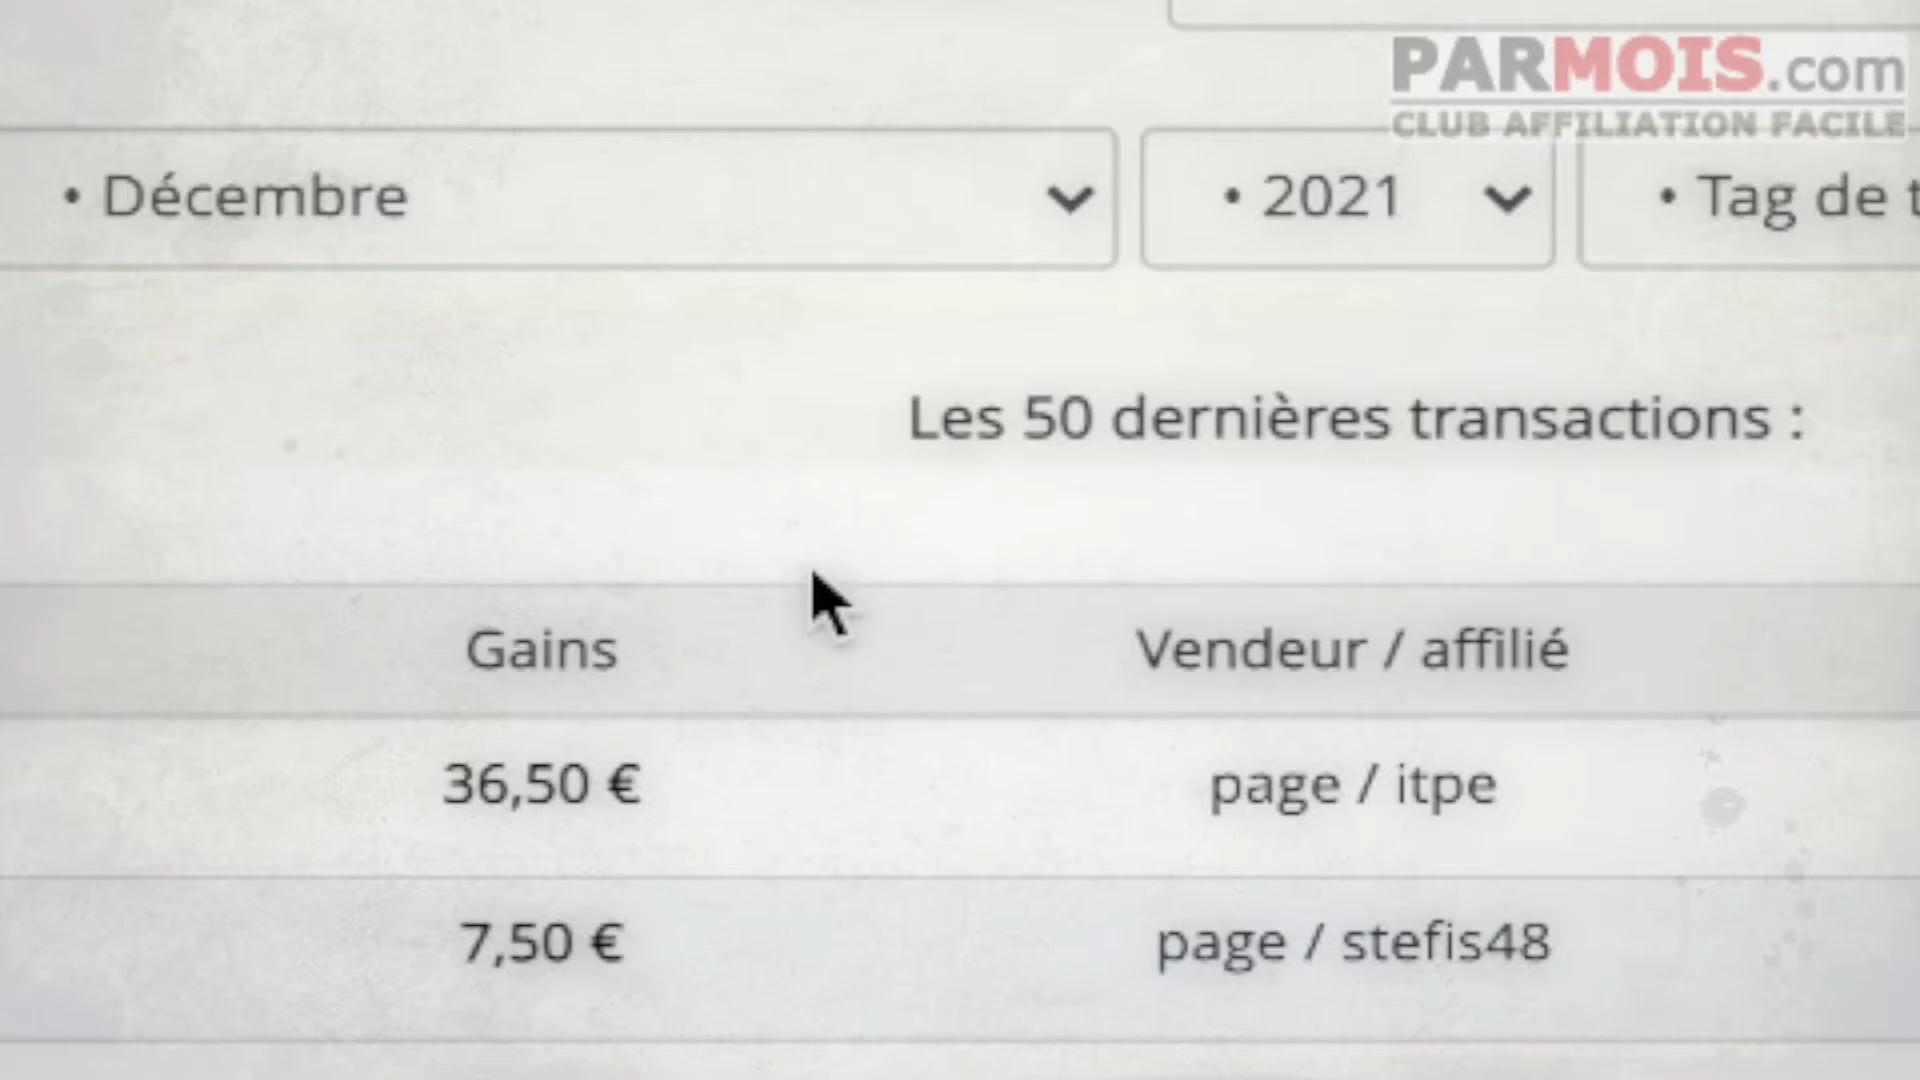 PARMOIS.com
CLUB AFFILIATION FACILE
• Décembre
• 2021
• Tag de t
Les 50 dernières transactions :
Gains
Vendeur / affilié
36,50 €
page / itpe
7,50 €
page / stefis48